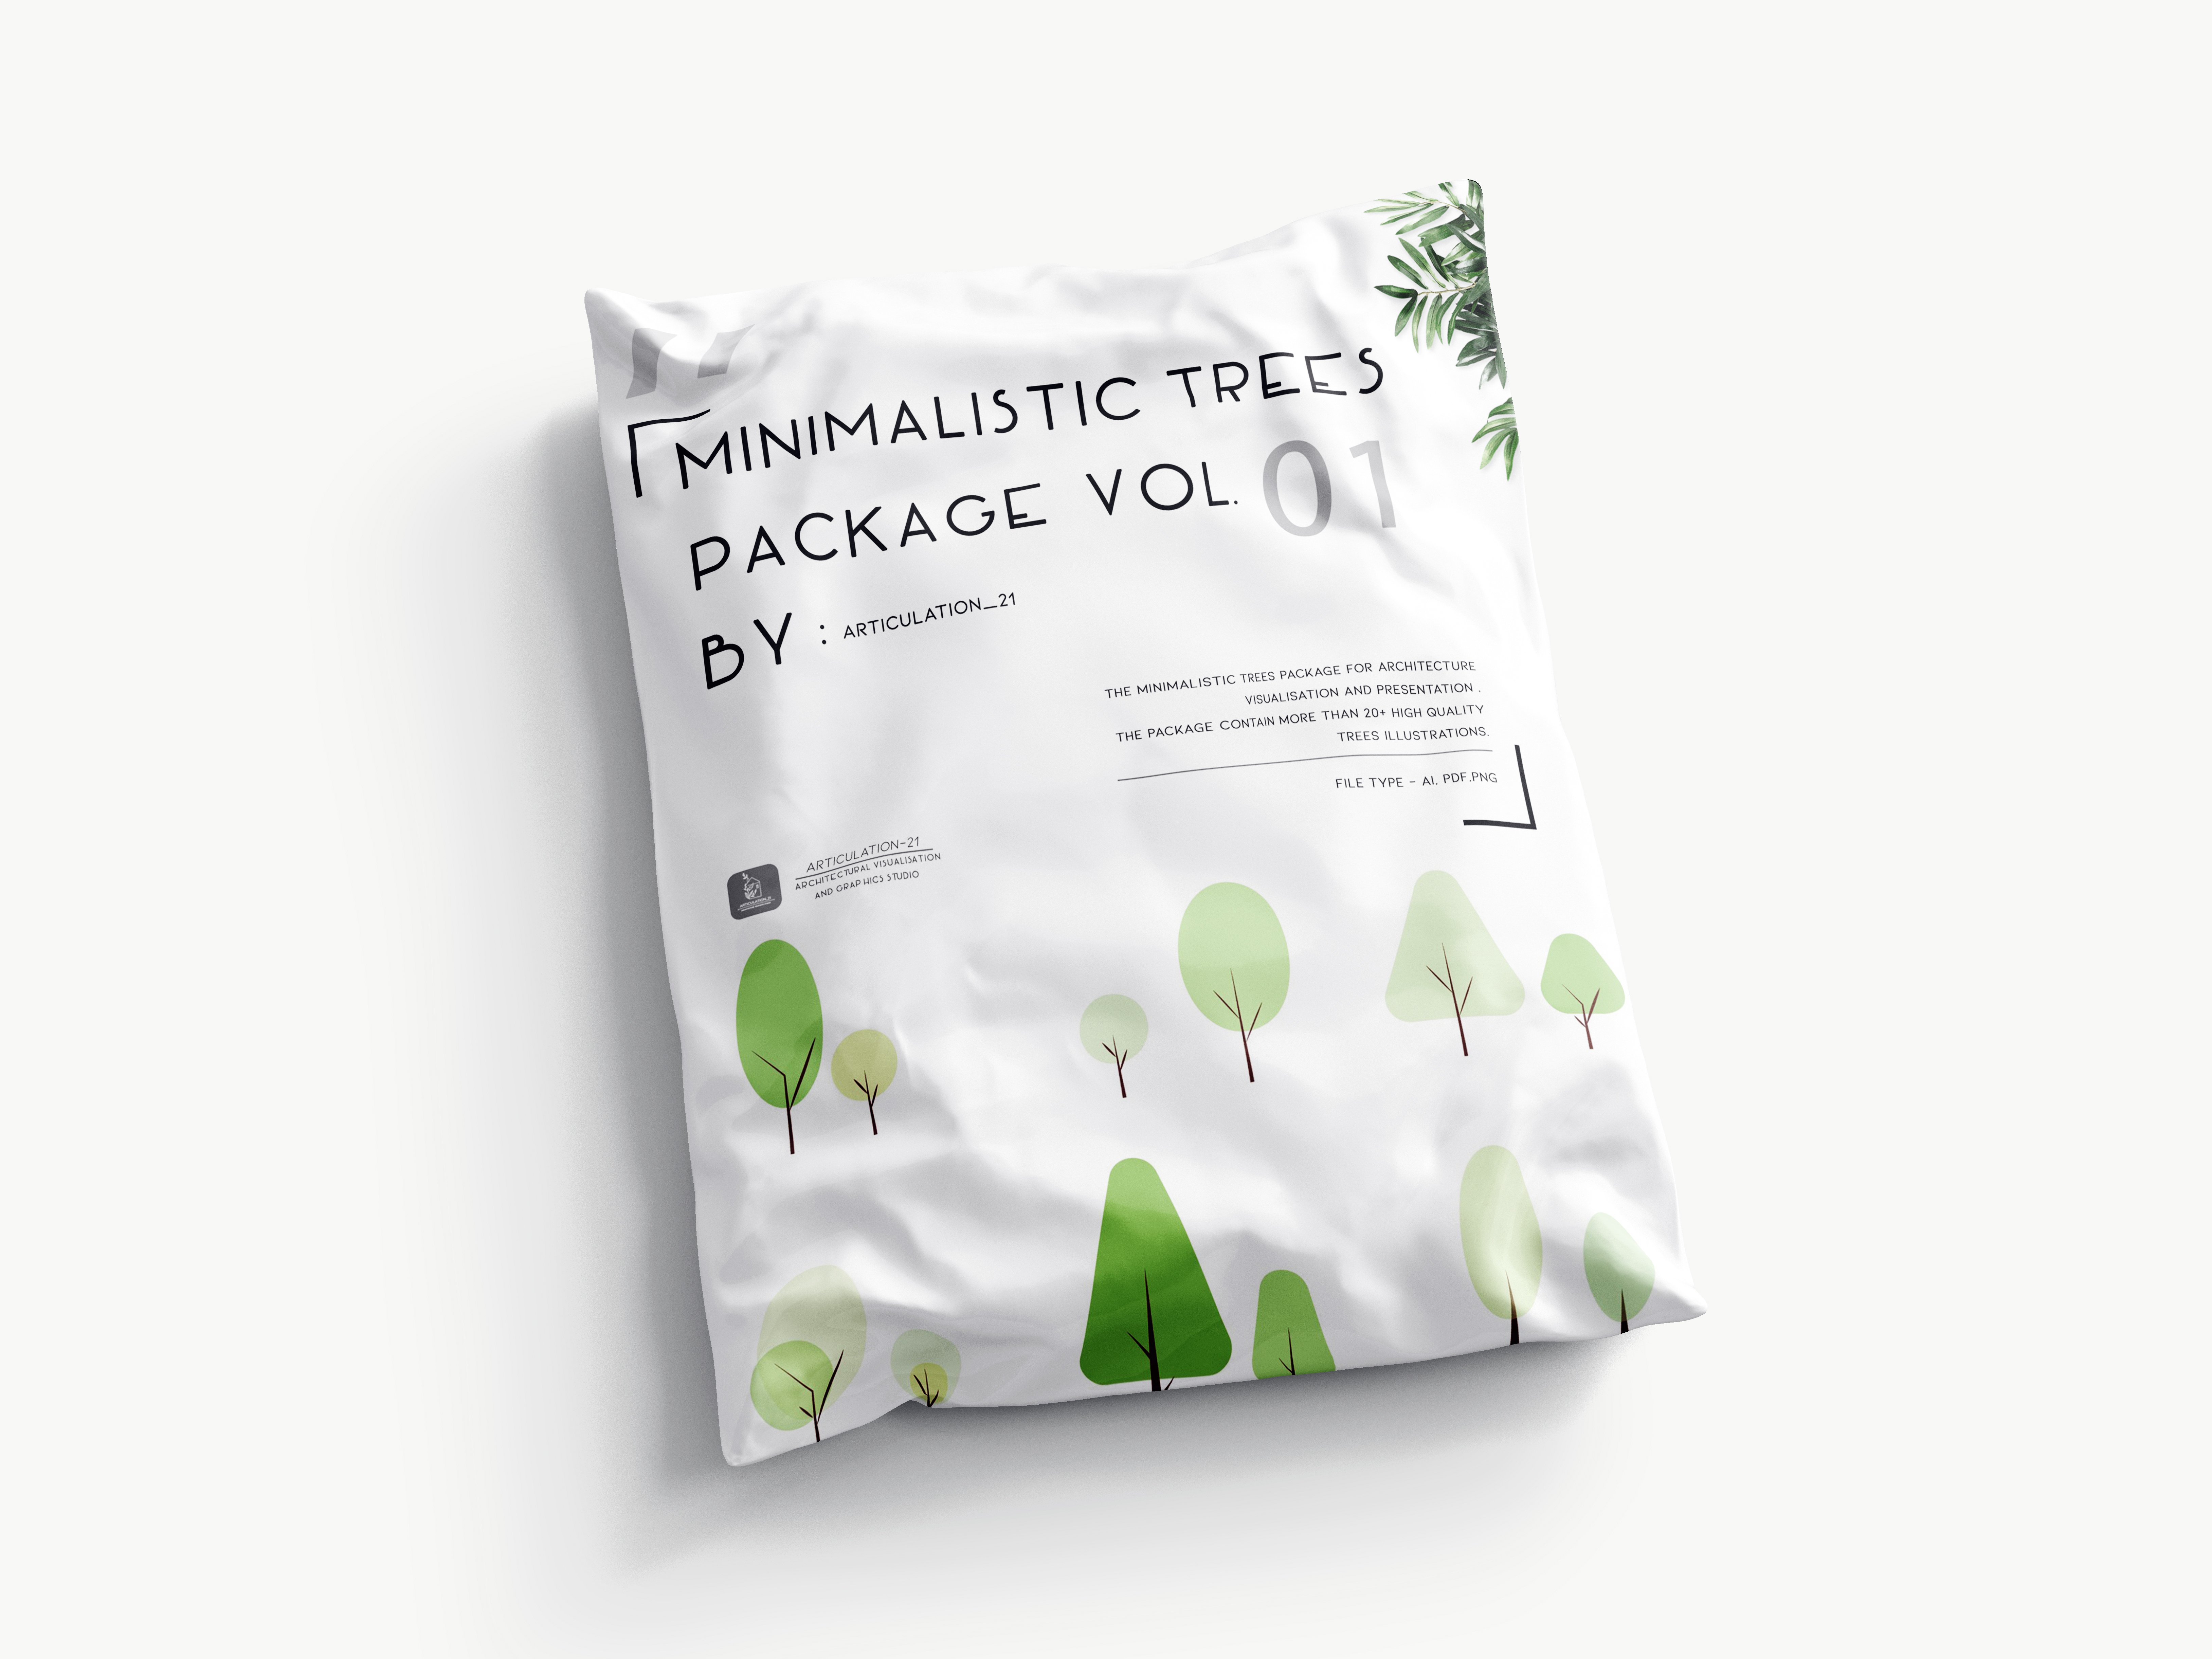 MINIMALISTIC TREES
PACKAGE VOL. 01
BY : ARTICULATION_21
THE MINIMALISTIC TREES PACKAGE FOR ARCHITECTURE
VISUALISATION AND PRESENTATION .
THE PACKAGE CONTAIN MORE THAN 20+ HIGH QUALITY
TREES ILLUSTRATIONS.
FILE TYPE - AI. PDF.PNG
ARTICULATION-21
ARCHITECTURAL VISUALISATION
AND GRAPHICS STUDIO